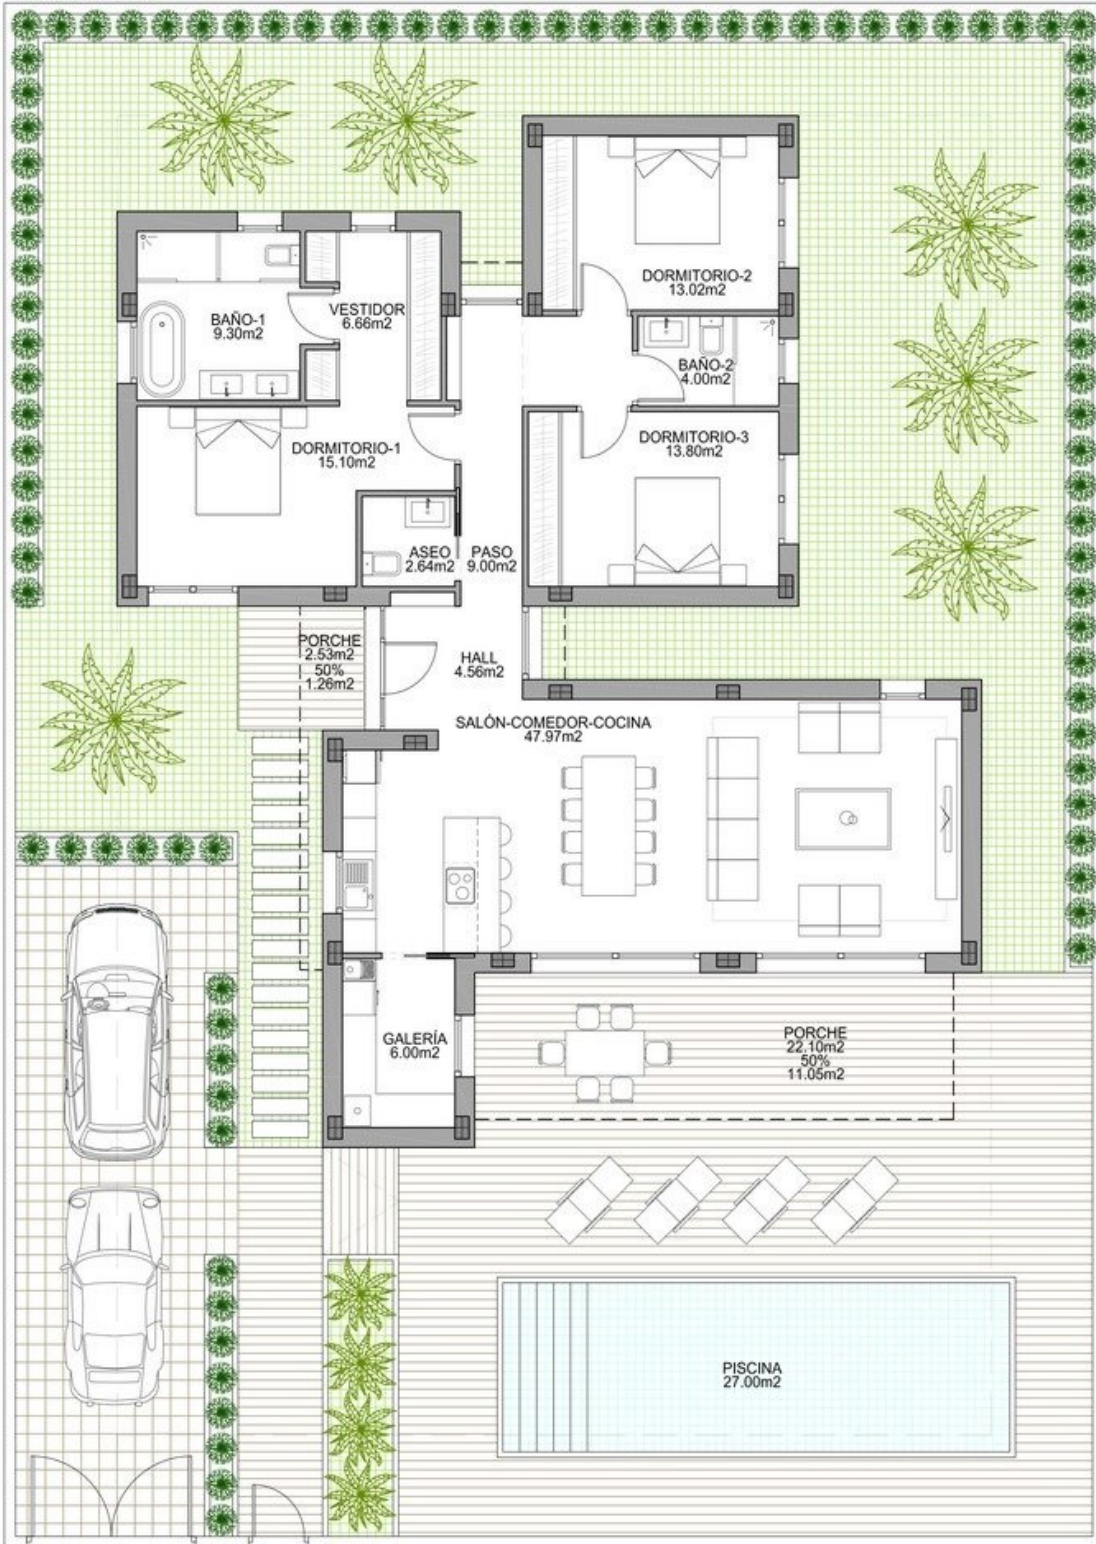 DORMITORIO-2
13.02m2
BAÑO-1
9.30m2
VESTIDOR
6.66m2
BAÑO-2
4.00m2
DORMITORIO-1
15.10m2
DORMITORIO-3
13.80m2
ASEO
2.64m2
PASO
9.00m2
PORCHE
2.53m2
50%
1.26m2
HALL
4.56m2
SALÓN-COMEDOR-COCINA
47.97m2
GALERÍA
6.00m2
PORCHE
22.10m2
50%
11.05m2
PISCINA
27.00m2